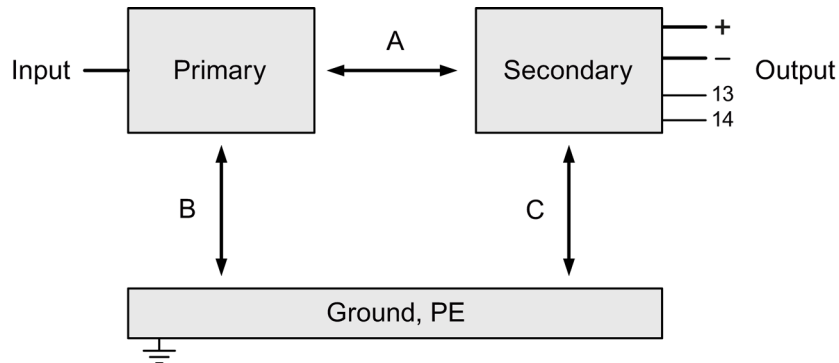 A
+
Input
Primary
Secondary
–
Output
13
14
B
C
Ground, PE